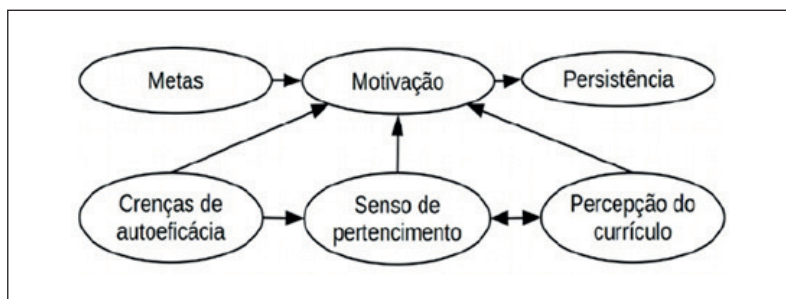 Metas
Motivação
Persistência
Crenças de
autoeficácia
Senso de
pertencimento
Percepção do
currículo